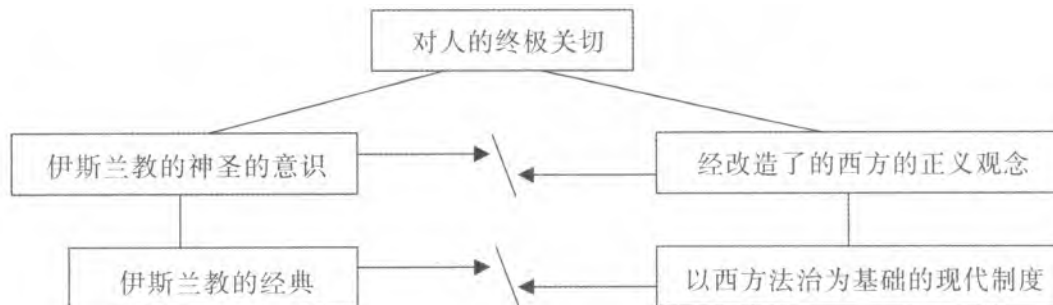 对人的终极关切
伊斯兰教的神圣的意识
经改造了的西方的正义观念
伊斯兰教的经典
以西方法治为基础的现代制度